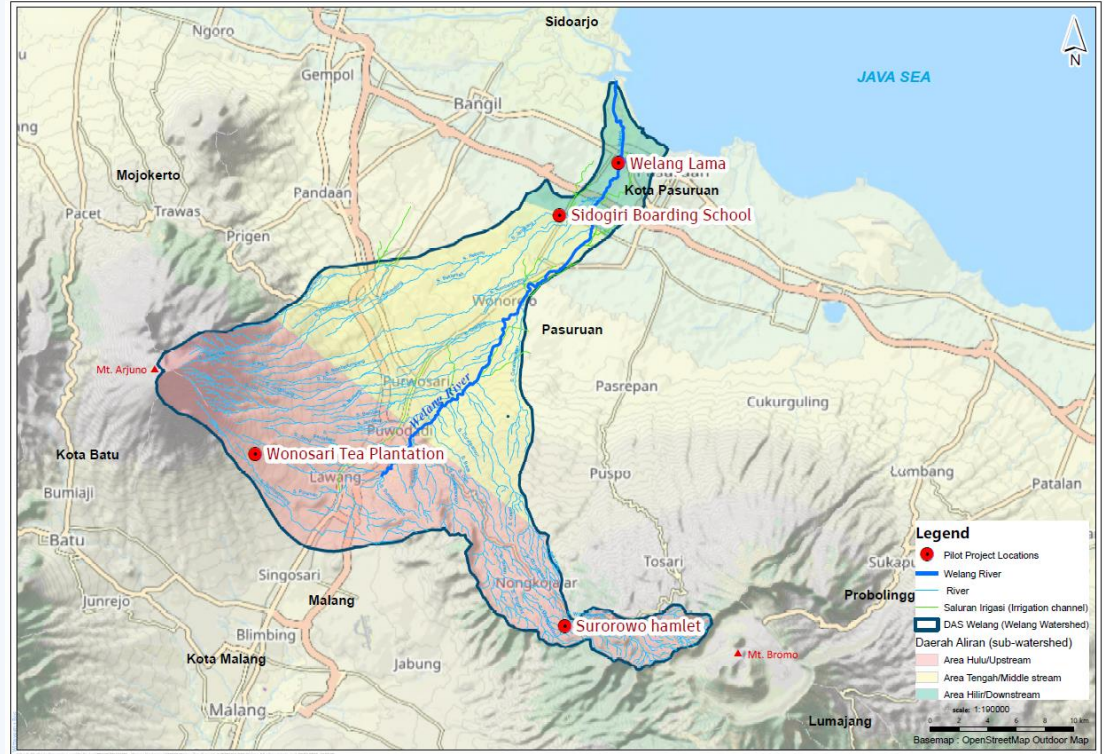 Sidoarjo
Ngoro
Gempol
Bangil
JAVA SEA
N
Mojokerto
Pandaan
Pacet
Trawas
Prigen
Welang Lama
Kota Pasuruan
Sidogiri Boarding School
Wonorejo
Pasuruan
Mt. Arjuno
Purwosari
Pasrepan
Cukurguling
Welang River
Puwodadi
Kota Batu
Wonosari Tea Plantation
Lawang
Puspo
Lumbang
Bumiaji
Patalan
Batu
Singosari
Nongkojajar
Tosari
Sukapu
Junrejo
Malang
Probolingg
Blimbing
Surorowo hamlet
Kota Malang
Jabung
Mt. Bromo
Malang
Lumajang
Legend
Pilot Project Locations
Welang River
River
Saluran Irigasi (Irrigation channel)
DAS Welang (Welang Watershed)
Daerah Aliran (sub-watershed)
Area Hulu/Upstream
Area Tengah/Middle stream
Area Hilir/Downstream
scale: 1:190000
0 2 4 6 8 10 km
Basemap : OpenStreetMap Outdoor Map